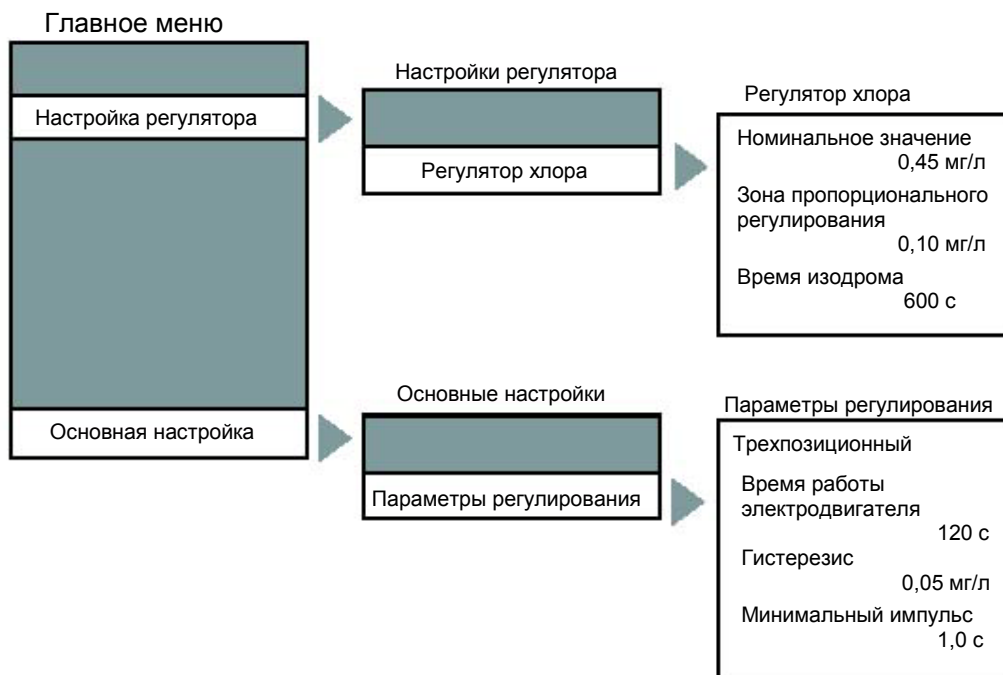 Главное меню
Настройка регулятора
Основная настройка
Настройки регулятора
Регулятор хлора
Регулятор хлора
Номинальное значение
0,45 мг/л
Зона пропорционального
регулирования
0,10 мг/л
Время изодрома
600 с
Основные настройки
Параметры регулирования
Параметры регулирования
Трехпозиционный
Время работы
электродвигателя
120 с
Гистерезис
0,05 мг/л
Минимальный импульс
1,0 с